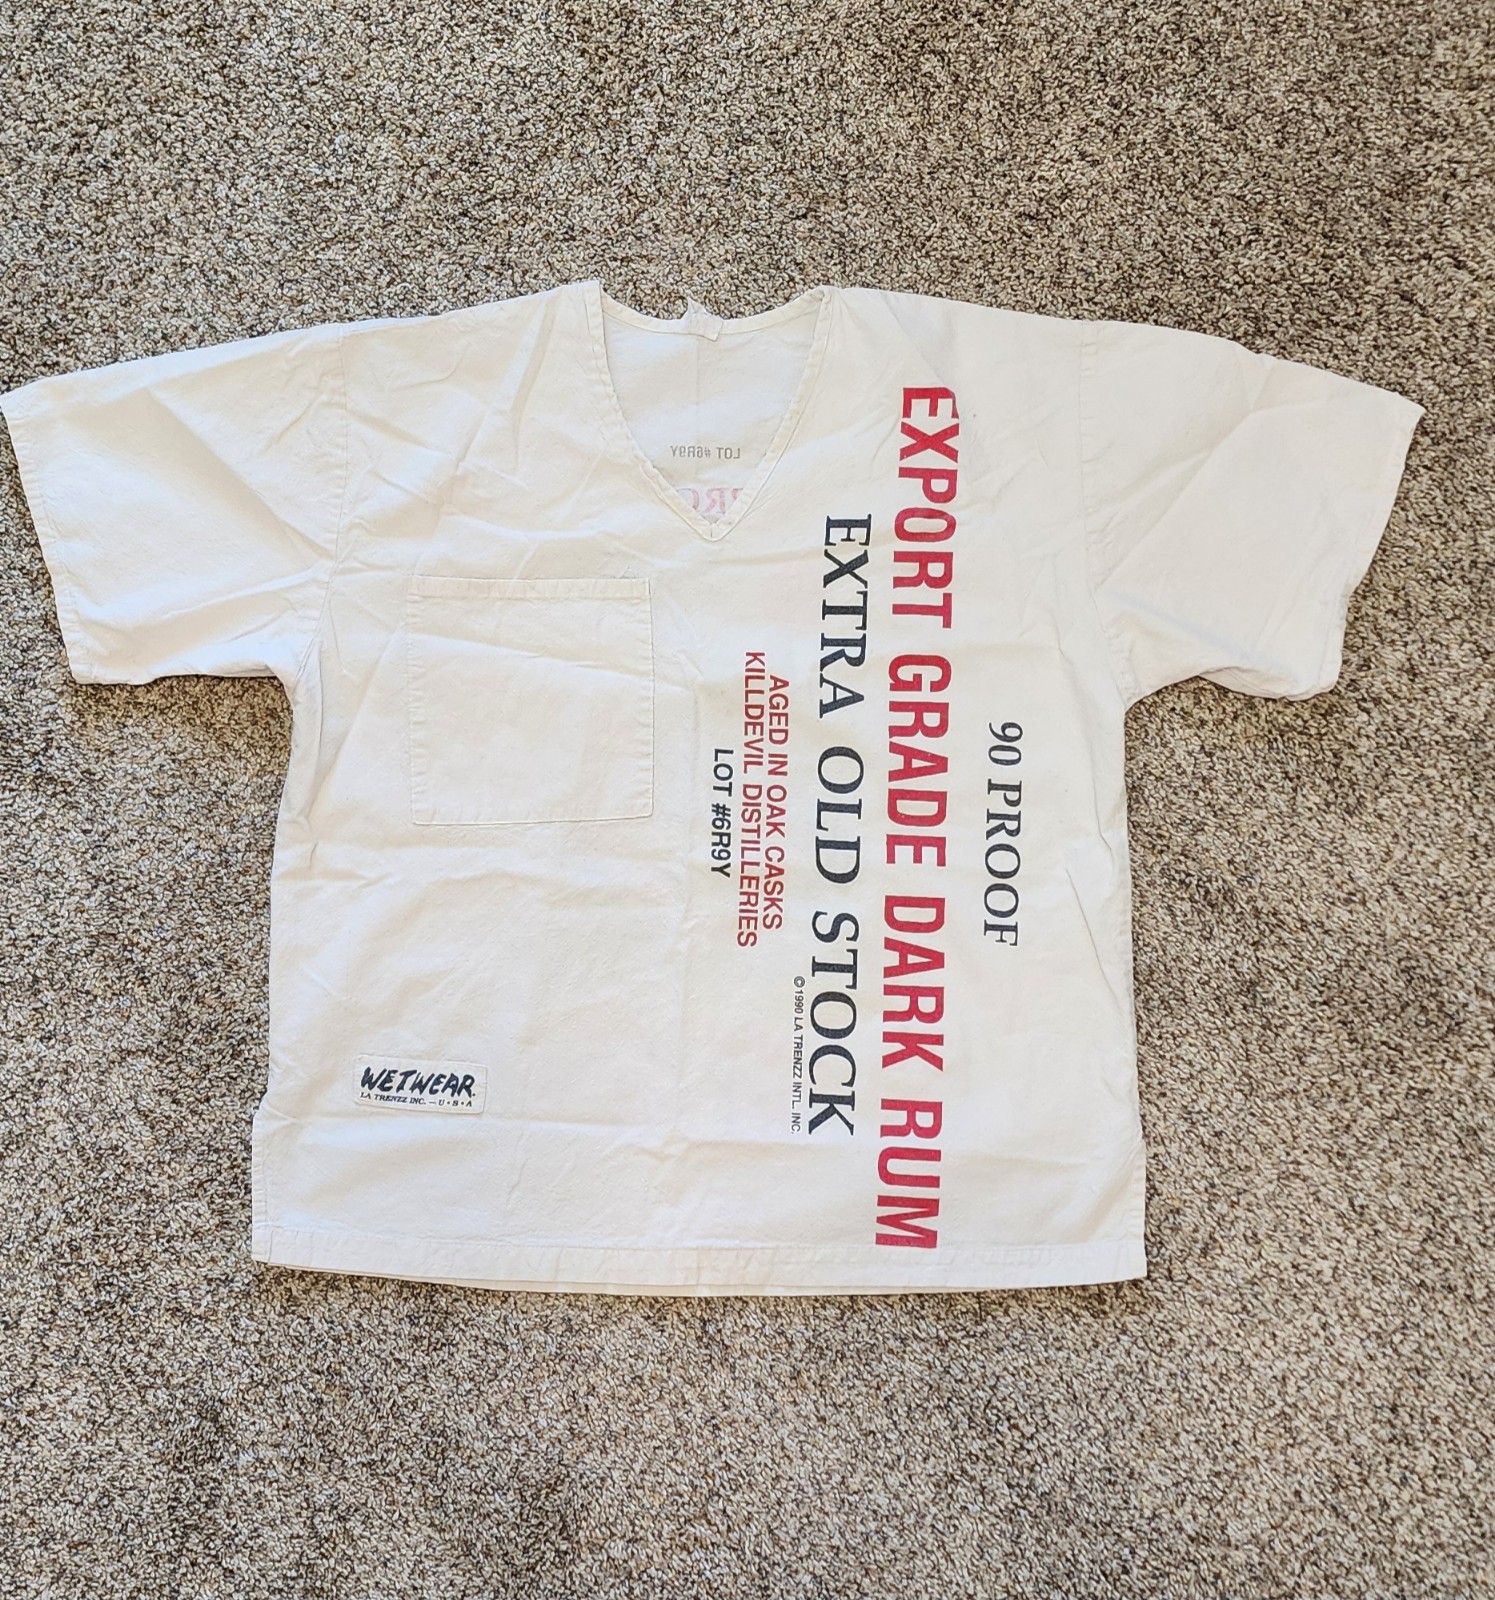 90 PROOF
EXPORT GRADE DARK RUM
EXTRA OLD STOCK
©1990 LA TRENZZ INTL. INC.
AGED IN OAK CASKS
KILLDEVIL DISTILLERIES
LOT #6R9Y
LOT #6R9Y
WETWEAR.
LA TRENZZ INC. — U • S • A